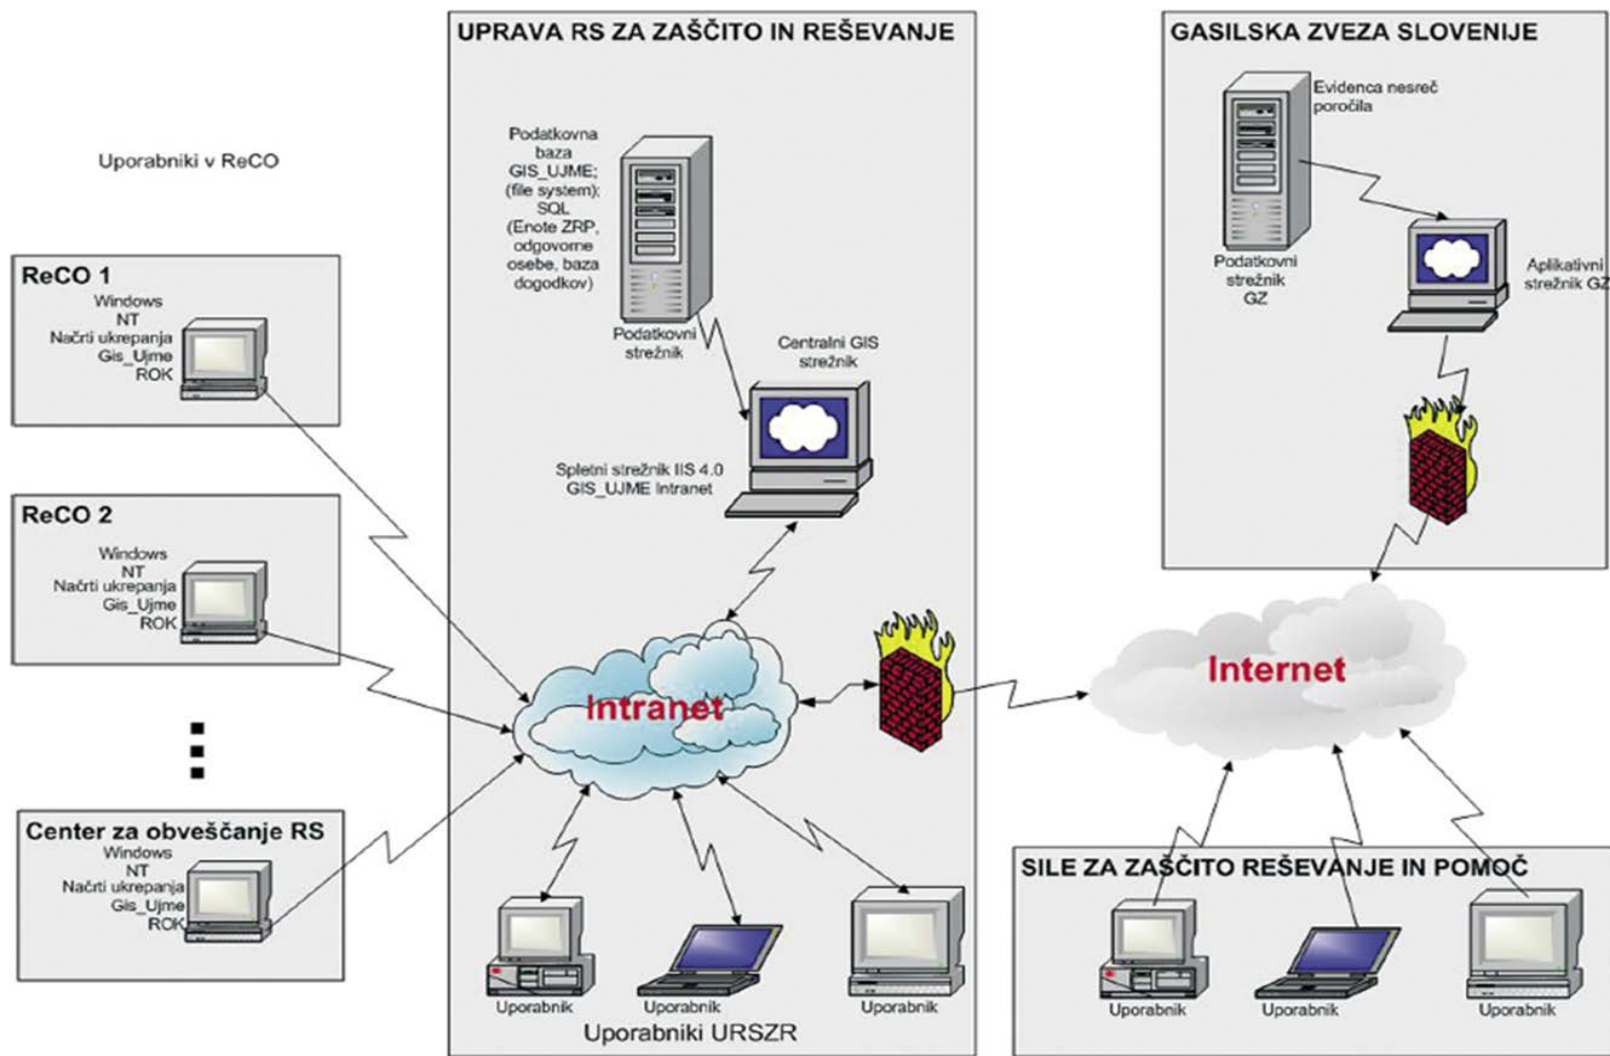 Uporabniki v ReCO
ReCO 1
Windows
NT
Načrti ukrepanja
Gis_Ujme
ROK
ReCO 2
Windows
NT
Načrti ukrepanja
Gis_Ujme
ROK
Center za obveščanje RS
Windows
NT
Načrti ukrepanja
Gis_Ujme
ROK
UPRAVA RS ZA ZAŠČITO IN REŠEVANJE
Podatkovna
baza
GIS_UJME;
(file system);
SQL
(Enote ZRP,
odgovorne
osebe, baza
dogodkov)
Podatkovni
strežnik
Centralni GIS
strežnik
Spletni strežnik IIS 4.0
GIS_UJME Intranet
Intranet
Uporabnik
Uporabnik
Uporabnik
Uporabniki URSZR
GASILSKA ZVEZA SLOVENIJE
Evidenca nesreč
poročila
Podatkovni
strežnik
GZ
Aplikativni
strežnik GZ
Internet
SILE ZA ZAŠČITO REŠEVANJE IN POMOČ
Uporabnik
Uporabnik
Uporabnik